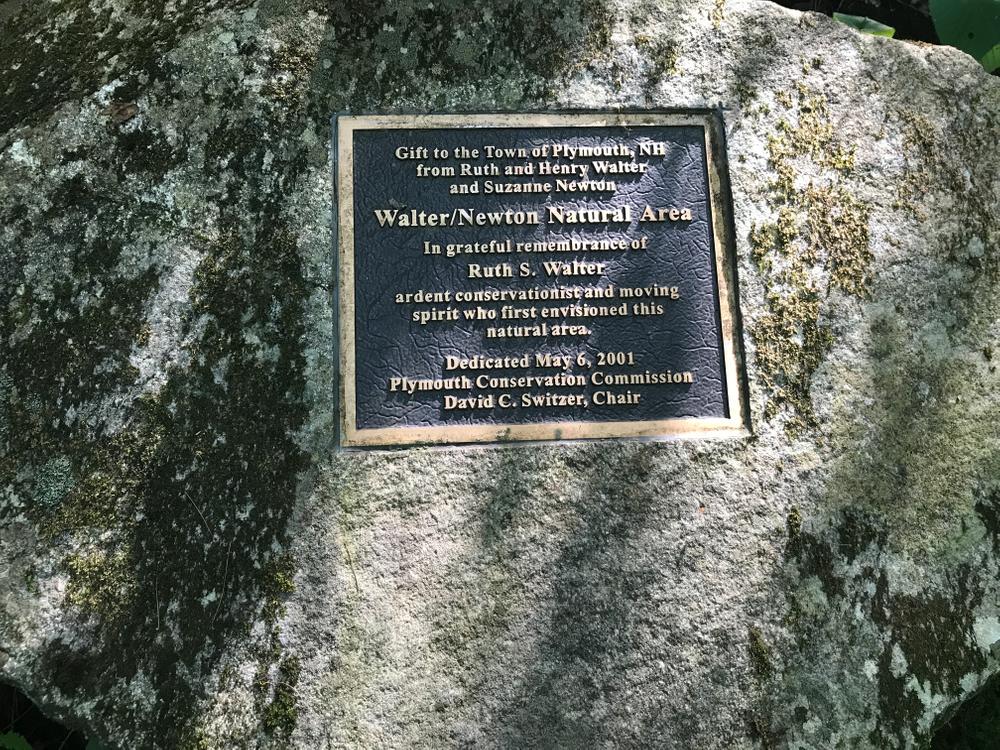 Gift to the Town of Plymouth, NH
from Ruth and Henry Walter
and Suzanne Newton
Walter/Newton Natural Area
In grateful remembrance of
Ruth S. Walter
ardent conservationist and moving
spirit who first envisioned this
natural area.
Dedicated May 6, 2001
Plymouth Conservation Commission
David C. Switzer, Chair